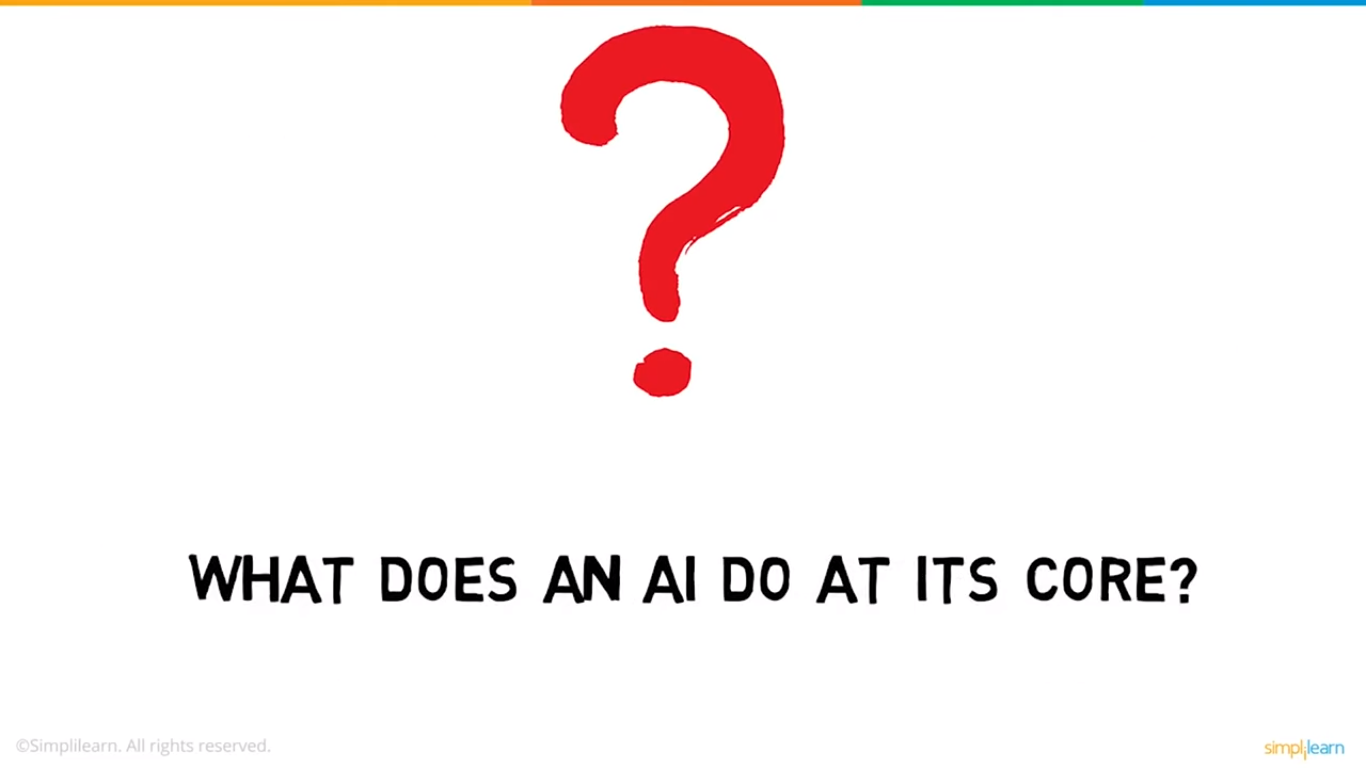 ?
WHAT DOES AN AI DO AT ITS CORE?
©Simplilearn. All rights reserved.
simplilearn